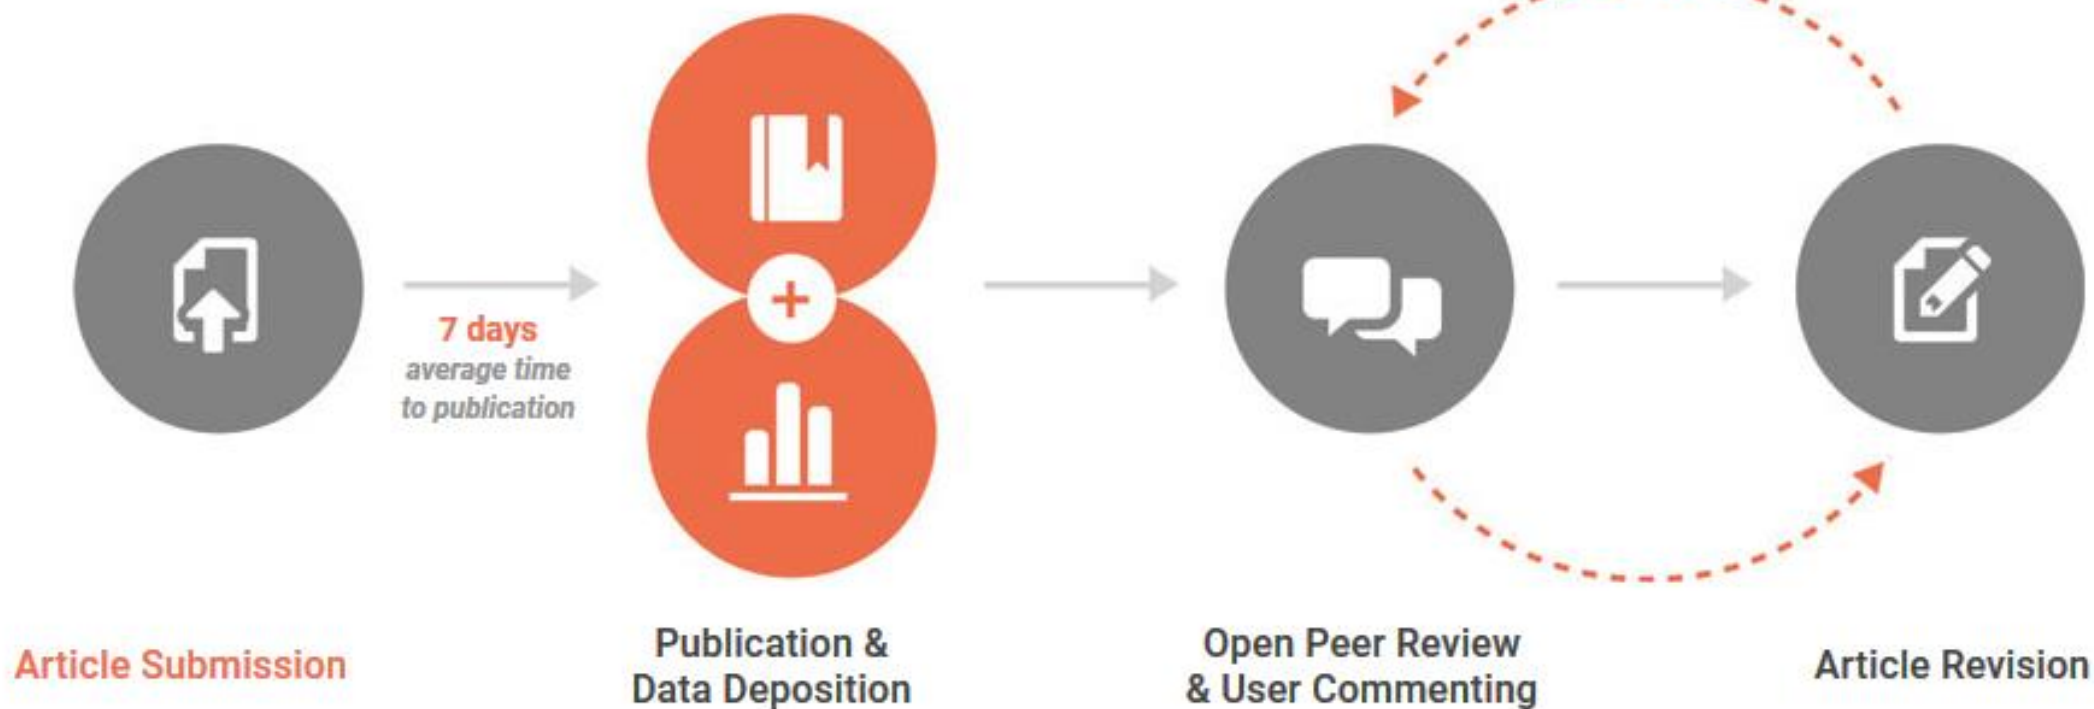 7 days
average time
to publication
Article Submission
Publication &
Data Deposition
Open Peer Review
& User Commenting
Article Revision